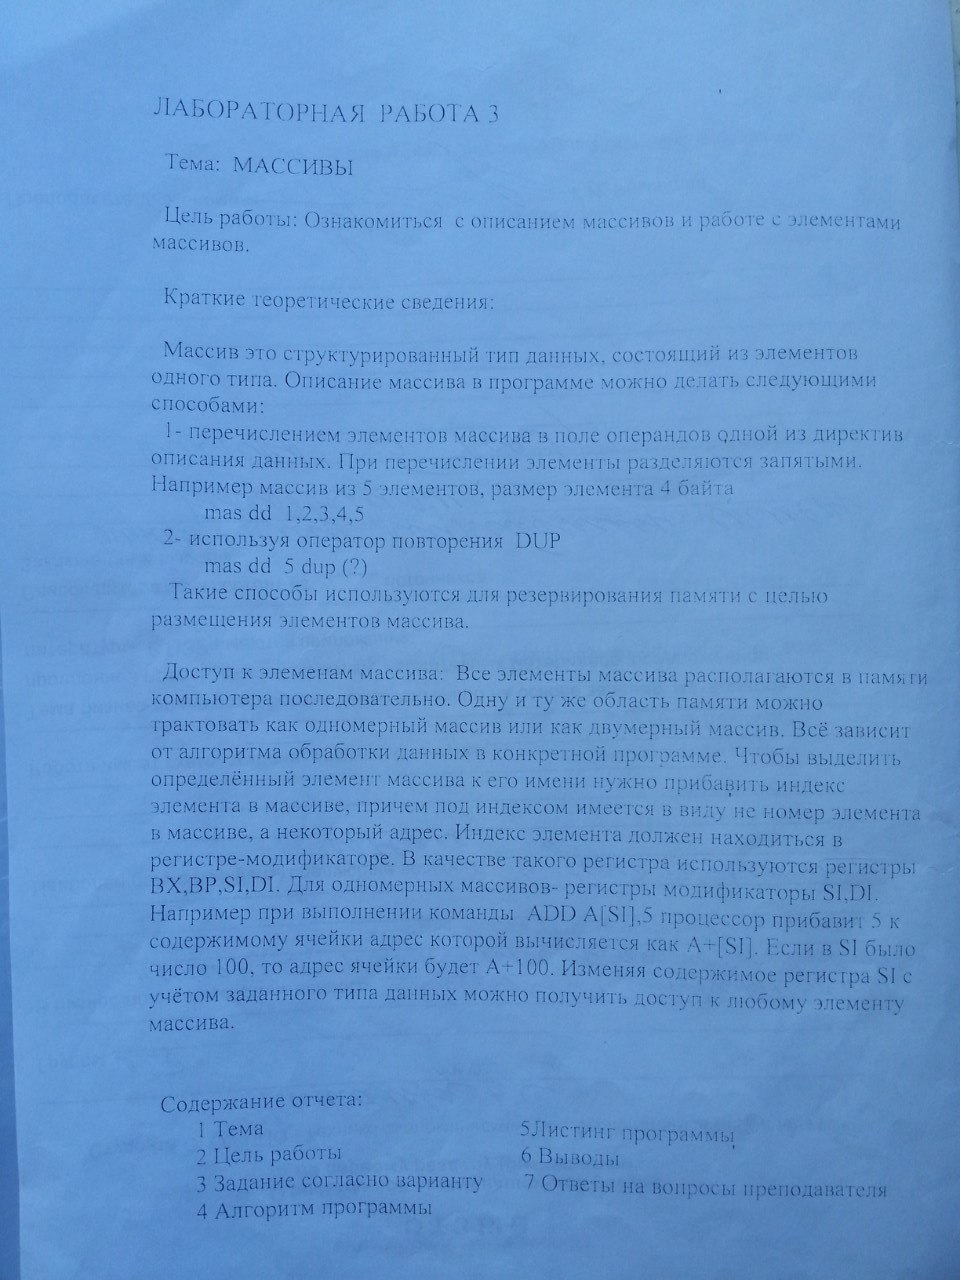 ЛАБОРАТОРНАЯ РАБОТА 3
Тема: МАССИВЫ
Цель работы: Ознакомиться с описанием массивов и работе с элементами
массивов.
Краткие теоретические сведения:
Массив это структурированный тип данных, состоящий из элементов
одного типа. Описание массива в программе можно делать следующими
способами:
1- перечислением элементов массива в поле операндов одной из директив
описания данных. При перечислении элементы разделяются запятыми.
Например массив из 5 элементов, размер элемента 4 байта
mas dd 1,2,3,4,5
2- используя оператор повторения DUP
mas dd 5 dup (?)
Такие способы используются для резервирования памяти с целью
размещения элементов массива.
Доступ к элеменам массива: Все элементы массива располагаются в памяти
компьютера последовательно. Одну и ту же область памяти можно
трактовать как одномерный массив или как двумерный массив. Всё зависит
от алгоритма обработки данных в конкретной программе. Чтобы выделить
определённый элемент массива к его имени нужно прибавить индекс
элемента в массиве, причем под индексом имеется в виду не номер элемента
в массиве, а некоторый адрес. Индекс элемента должен находиться в
регистре-модификаторе. В качестве такого регистра используются регистры
BX,BP,SI,DI. Для одномерных массивов- регистры модификаторы SI,DI.
Например при выполнении команды ADD A[SI],5 процессор прибавит 5 к
содержимому ячейки адрес которой вычисляется как A+[SI]. Если в SI было
число 100, то адрес ячейки будет A+100. Изменяя содержимое регистра SI с
учётом заданного типа данных можно получить доступ к любому элементу
массива.
Содержание отчета:
1 Тема
2 Цель работы
3 Задание согласно варианту
4 Алгоритм программы
5Листинг программы
6 Выводы
7 Ответы на вопросы преподавателя